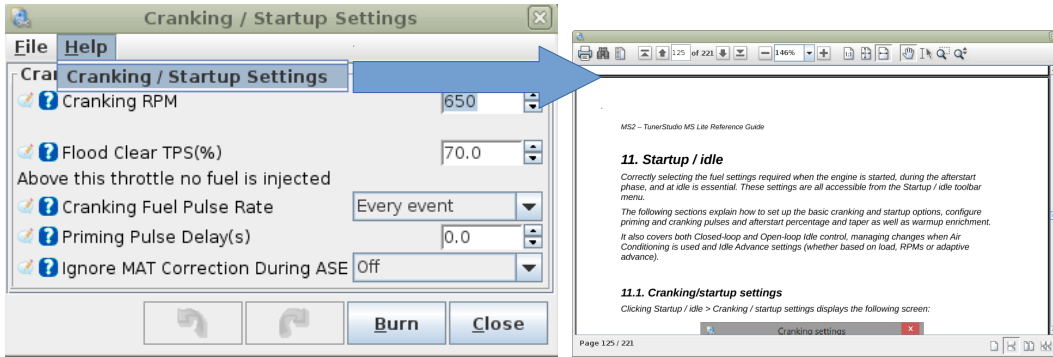 Cranking / Startup Settings
File Help
Cranking / Startup Settings
Cra
Cranking RPM 650
Flood Clear TPS(%) 70.0
Above this throttle no fuel is injected
Cranking Fuel Pulse Rate Every event
Priming Pulse Delay(s) 0.0
Ignore MAT Correction During ASE Off
Burn Close
125 of 221 146%
MS2 – TunerStudio MS Lite Reference Guide
11. Startup / idle
Correctly selecting the fuel settings required when the engine is started, during the afterstart
phase, and at idle is essential. These settings are all accessible from the Startup / idle toolbar
menu.
The following sections explain how to set up the basic cranking and startup options, configure
priming and cranking pulses and afterstart percentage and taper as well as warmup enrichment.
It also covers both Closed-loop and Open-loop Idle control, managing changes when Air
Conditioning is used and Idle Advance settings (whether based on load, RPMs or adaptive
advance).
11.1. Cranking/startup settings
Clicking Startup / idle > Cranking / startup settings displays the following screen:
Cranking settings
Page 125 / 221